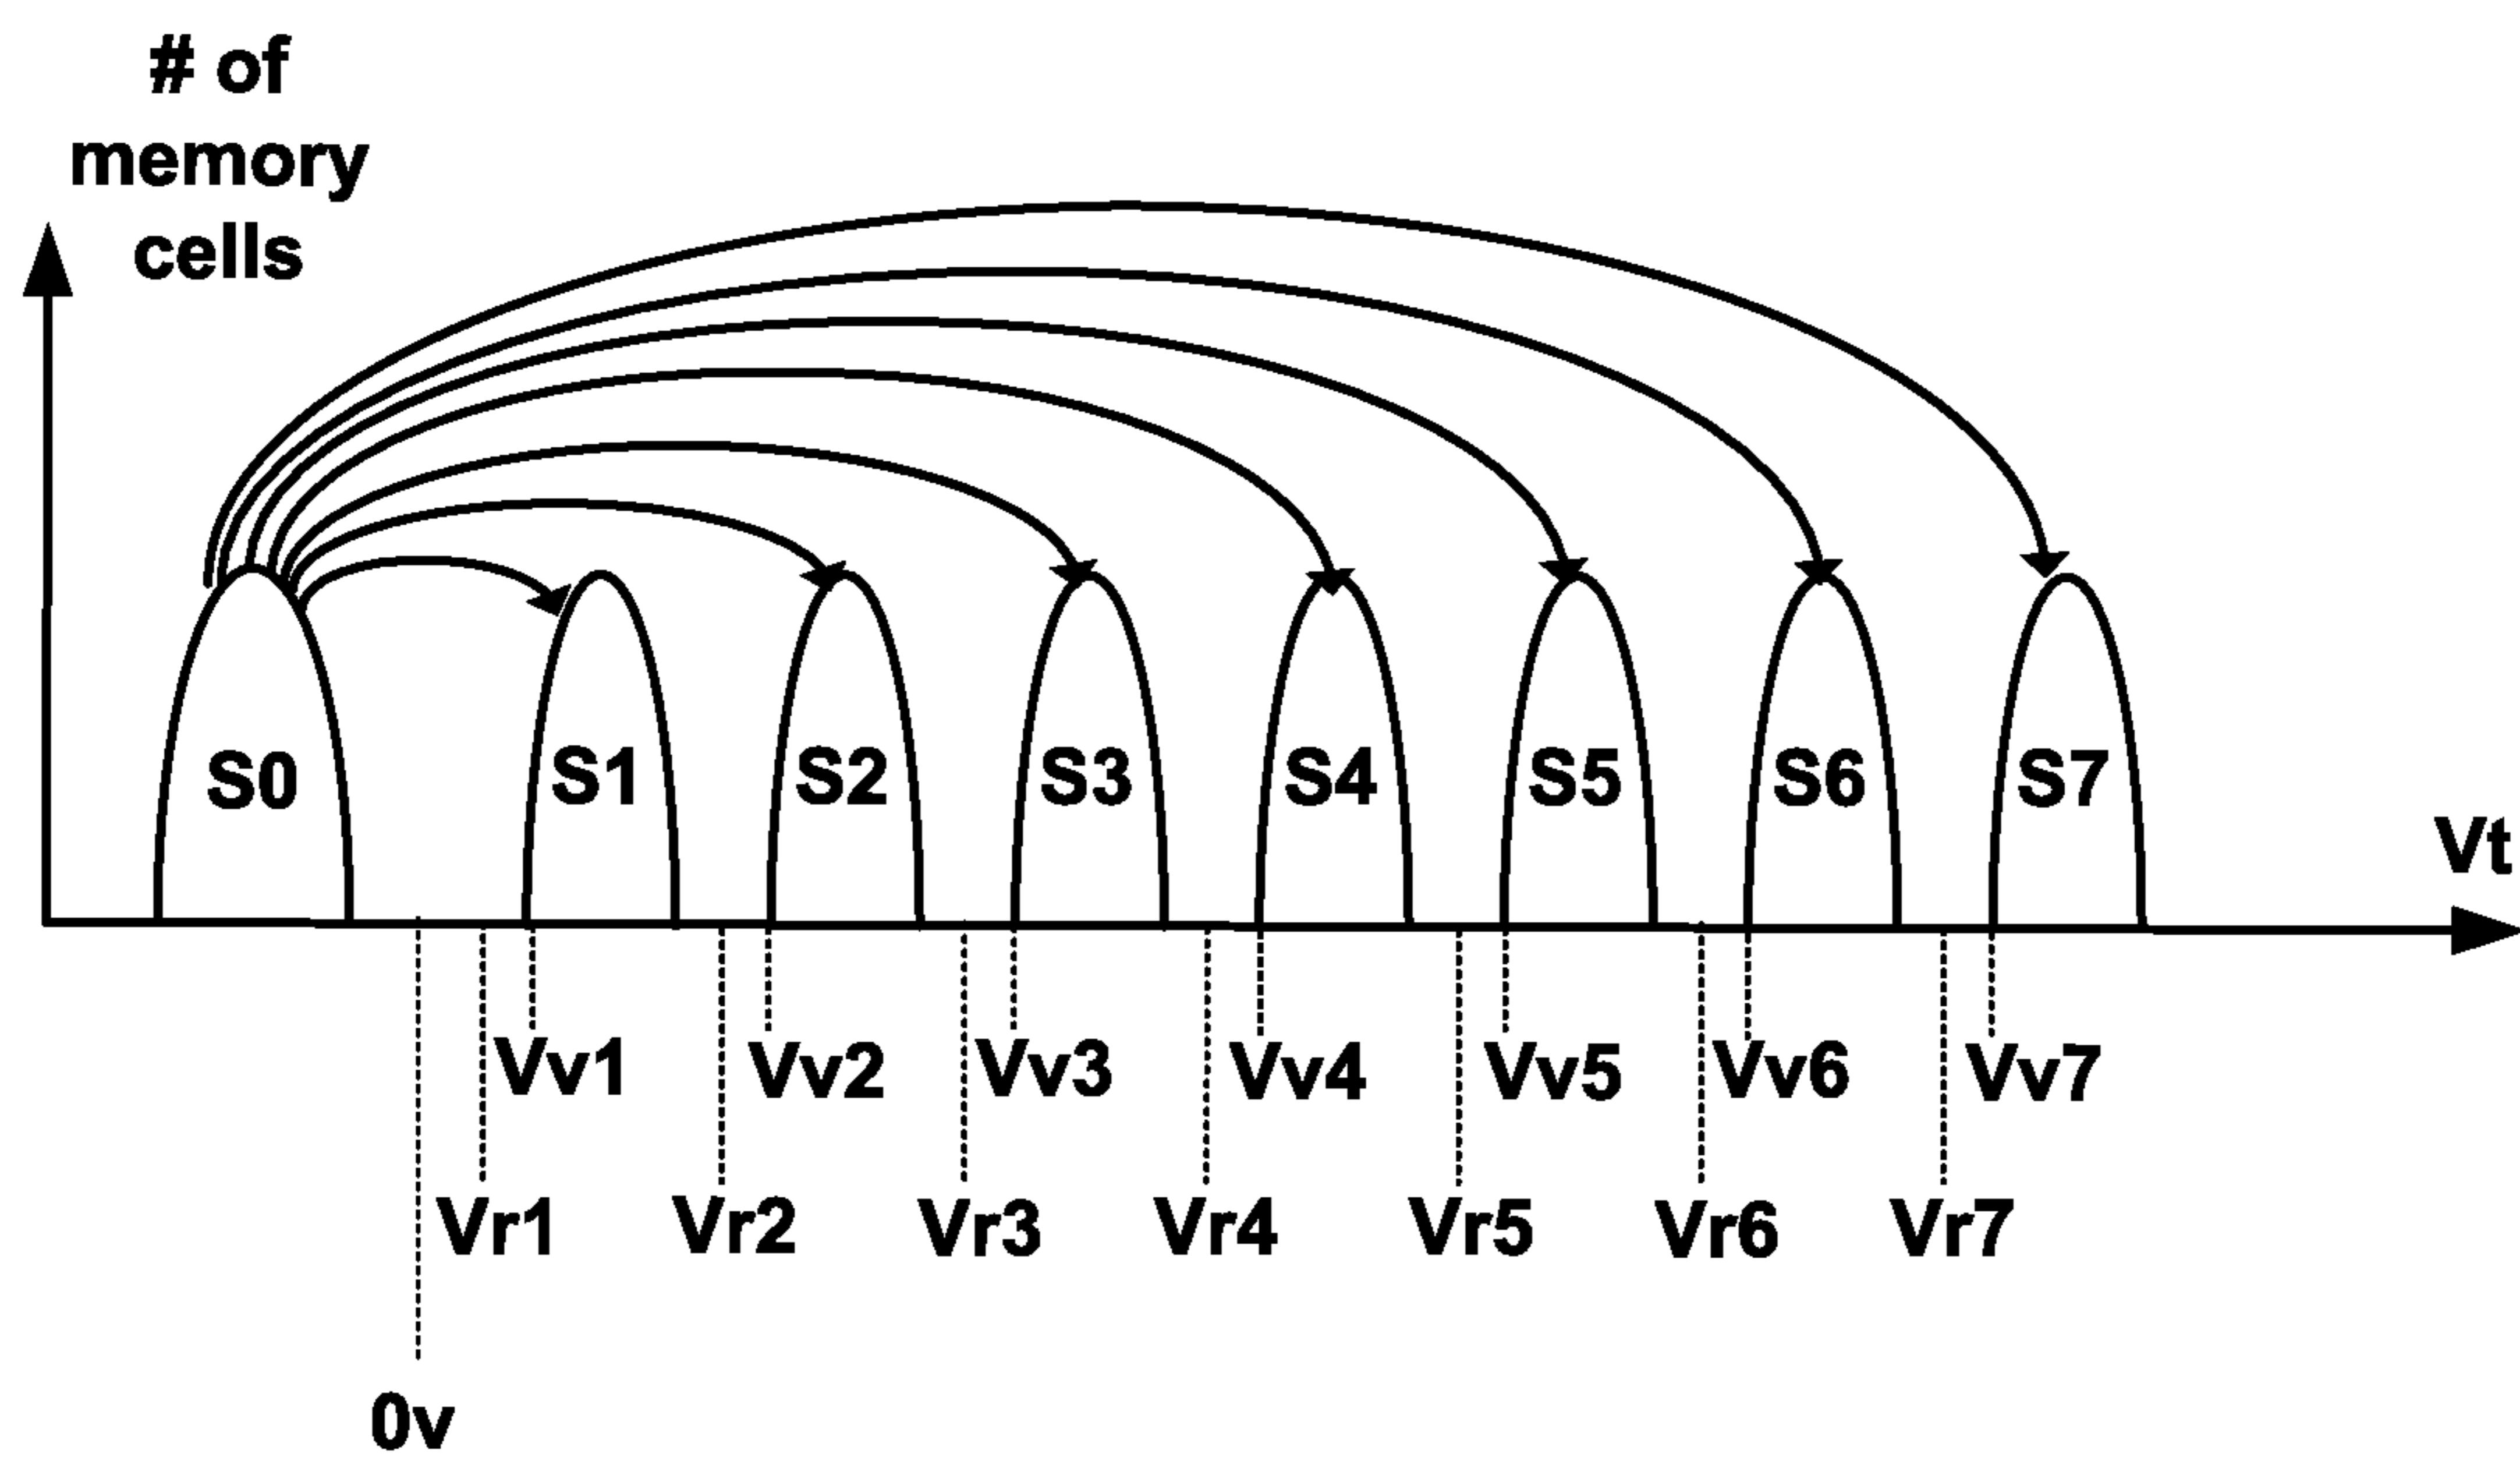 # of
memory
cells
S0 S1 S2 S3 S4 S5 S6 S7
Vt
Vv1 Vv2 Vv3 Vv4 Vv5 Vv6 Vv7
Vr1 Vr2 Vr3 Vr4 Vr5 Vr6 Vr7
0v